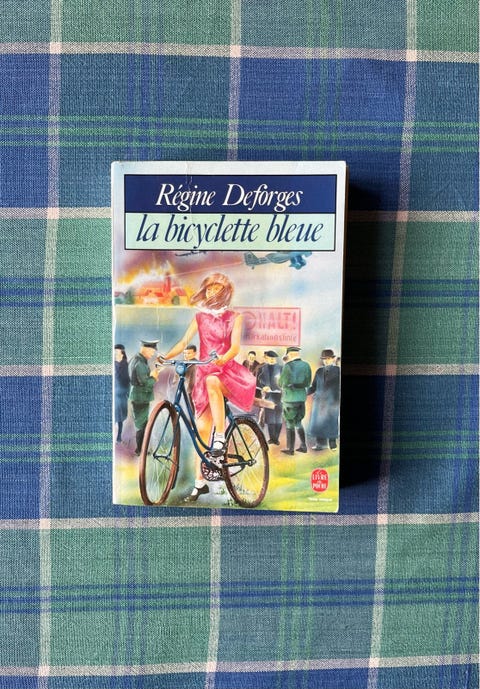 Régine Deforges
la bicyclette bleue
HALT!
LE LIVRE
DE POCHE